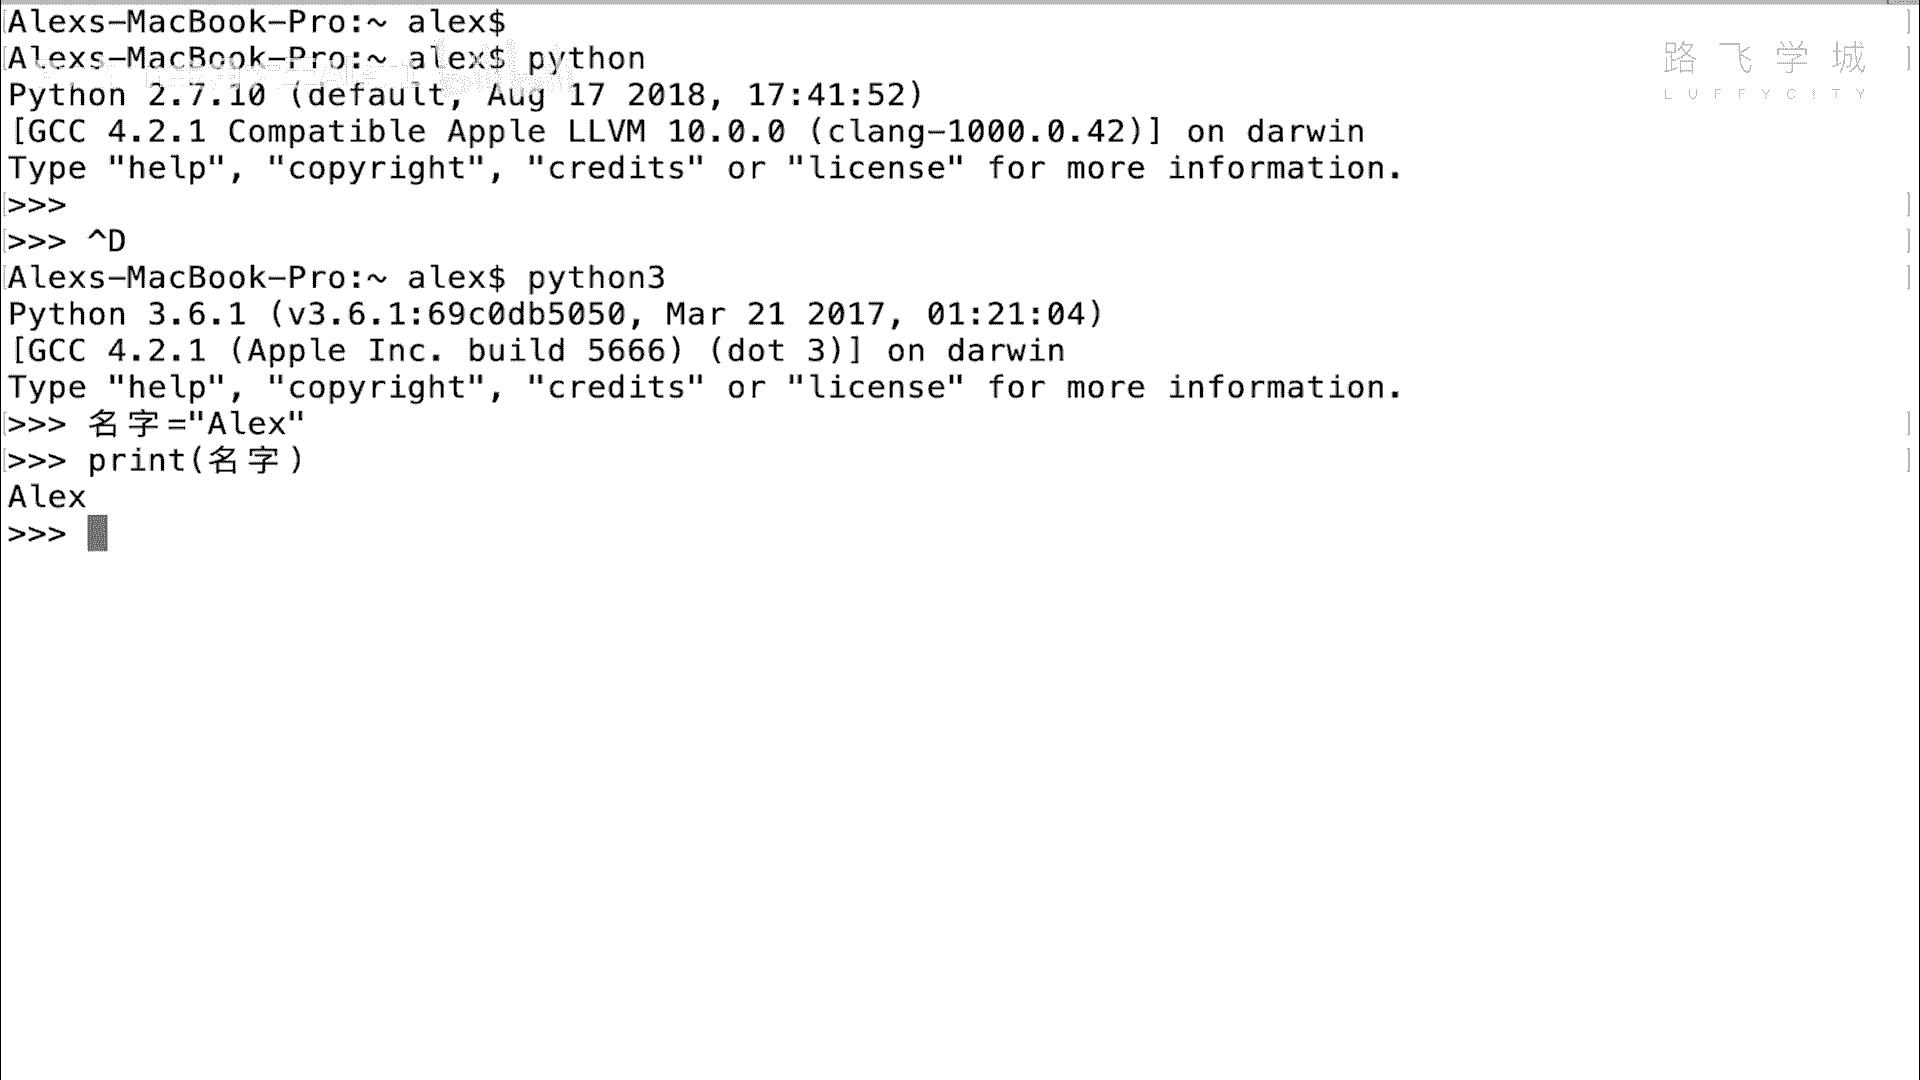 Alexs-MacBook-Pro:~ alex$
Alexs-MacBook-Pro:~ alex$ python
Python 2.7.10 (default, Aug 17 2018, 17:41:52)
[GCC 4.2.1 Compatible Apple LLVM 10.0.0 (clang-1000.0.42)] on darwin
Type "help", "copyright", "credits" or "license" for more information.
>>>
>>> ^D
Alexs-MacBook-Pro:~ alex$ python3
Python 3.6.1 (v3.6.1:69c0db5050, Mar 21 2017, 01:21:04)
[GCC 4.2.1 (Apple Inc. build 5666) (dot 3)] on darwin
Type "help", "copyright", "credits" or "license" for more information.
>>> 名字="Alex"
>>> print(名字)
Alex
>>>
路飞学城
LUFFYCITY